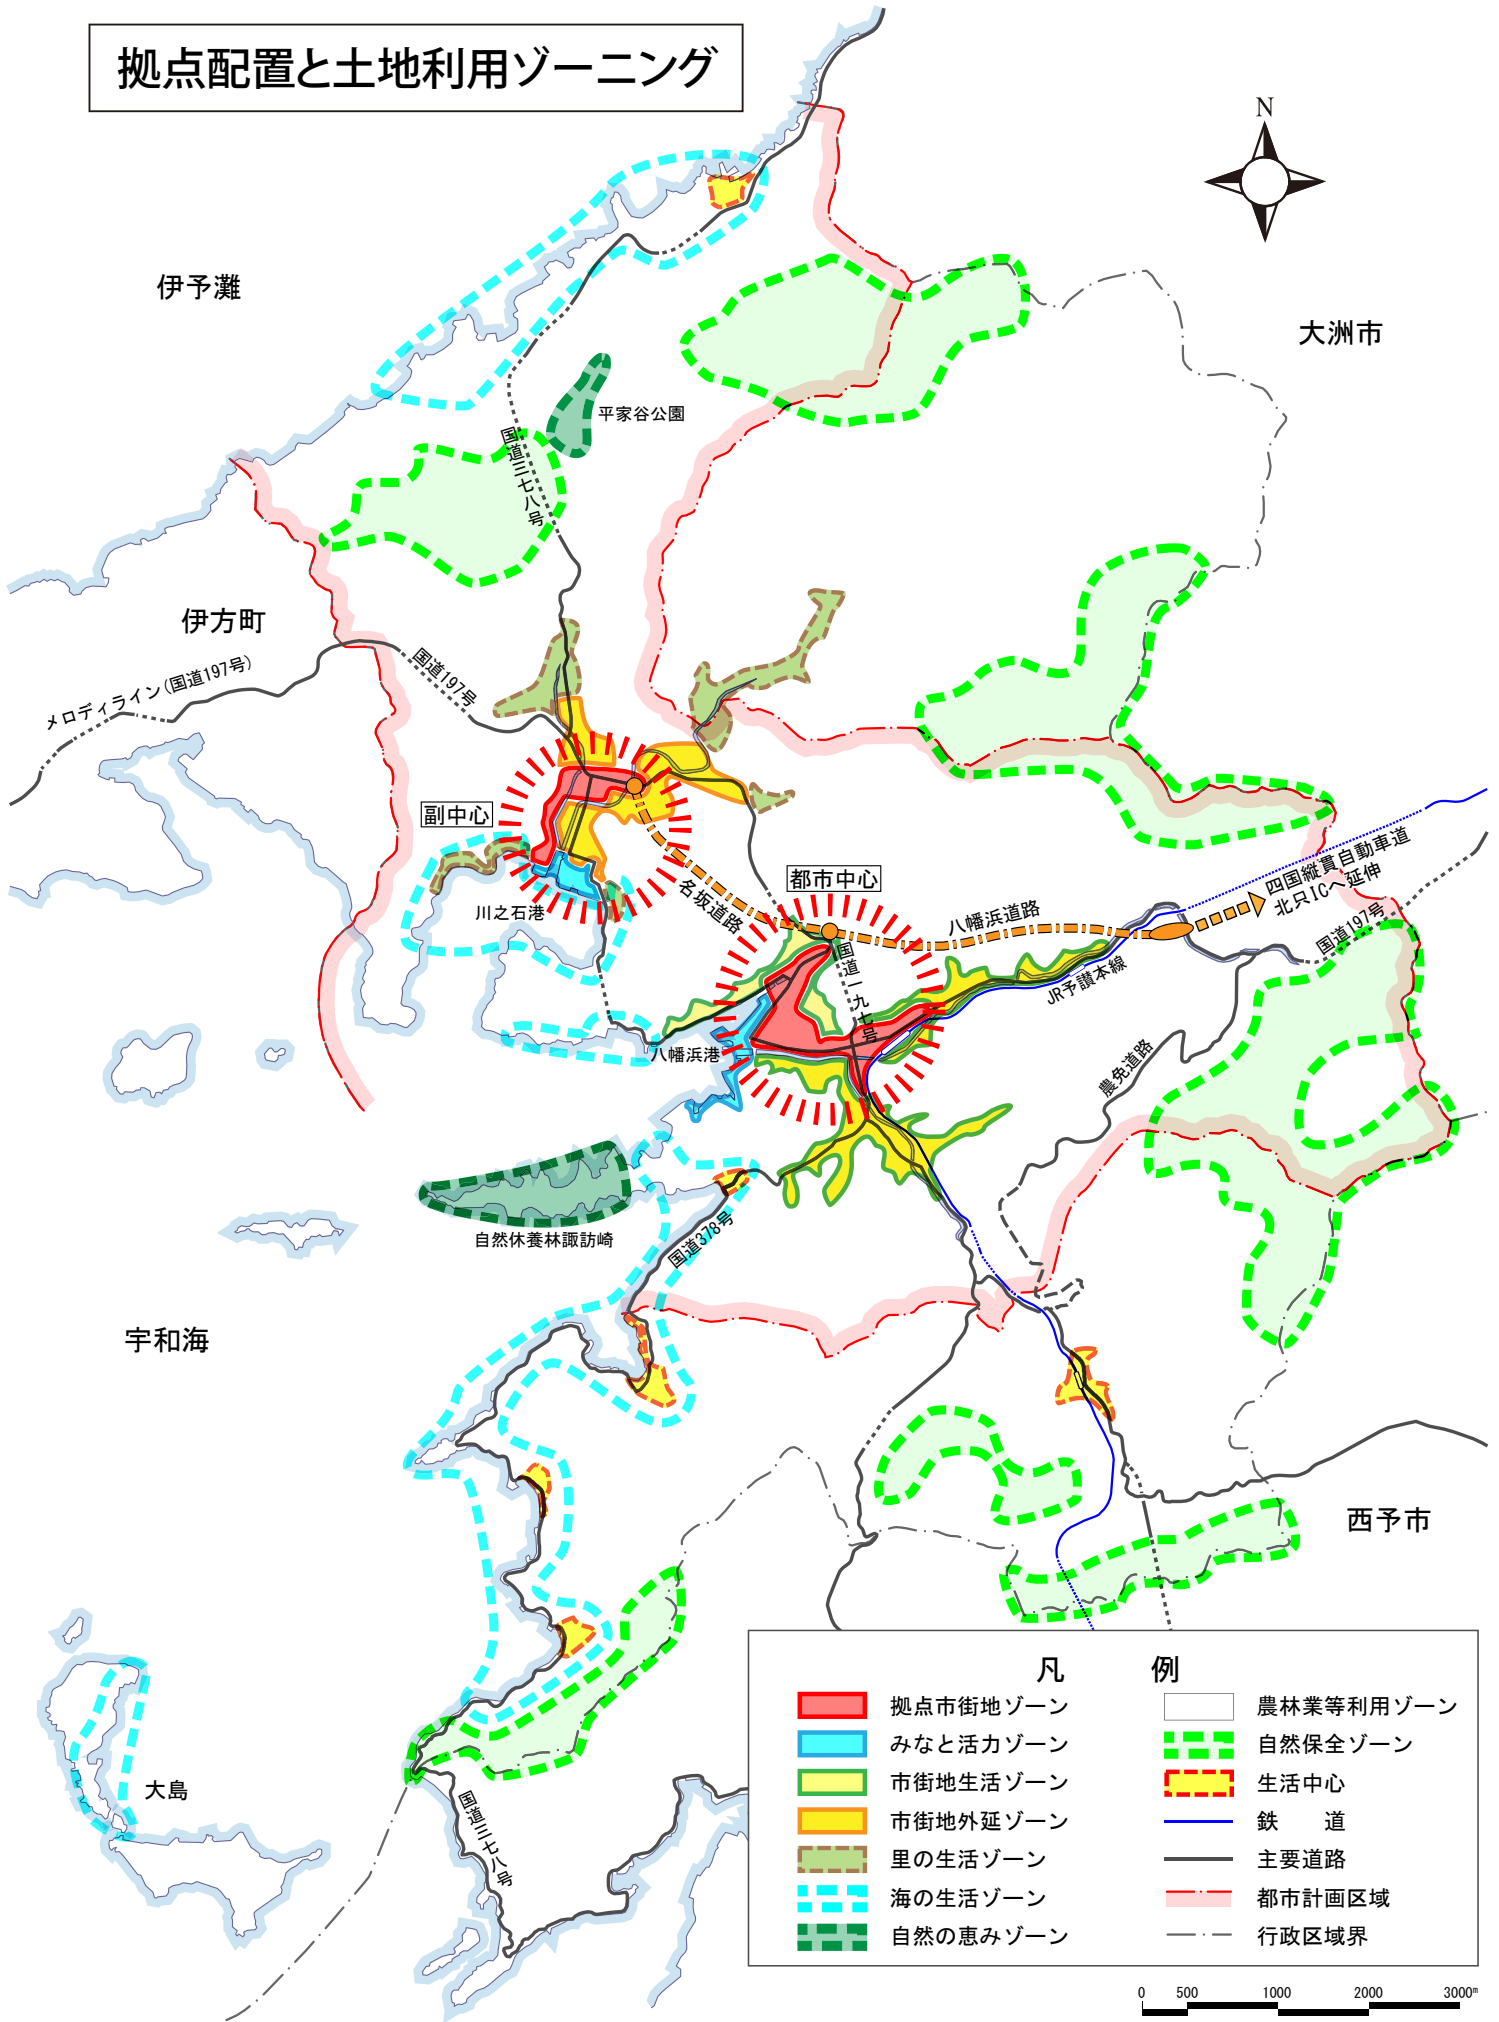 拠点配置と土地利用ゾーニング
N
伊予灘
大洲市
平家谷公園
国道三七八号
伊方町
メロディライン(国道197号)
国道197号
副中心
都市中心
四国縦貫自動車道
北只ICへ延伸
川之石港
名坂道路
八幡浜道路
国道197号
国道一九七号
JR予讃本線
八幡浜港
農免道路
自然休養林諏訪崎
国道378号
宇和海
西予市
大島
国道三七八号
凡 例
拠点市街地ゾーン
みなと活力ゾーン
市街地生活ゾーン
市街地外延ゾーン
里の生活ゾーン
海の生活ゾーン
自然の恵みゾーン
農林業等利用ゾーン
自然保全ゾーン
生活中心
鉄 道
主要道路
都市計画区域
行政区域界
0 500 1000 2000 3000m